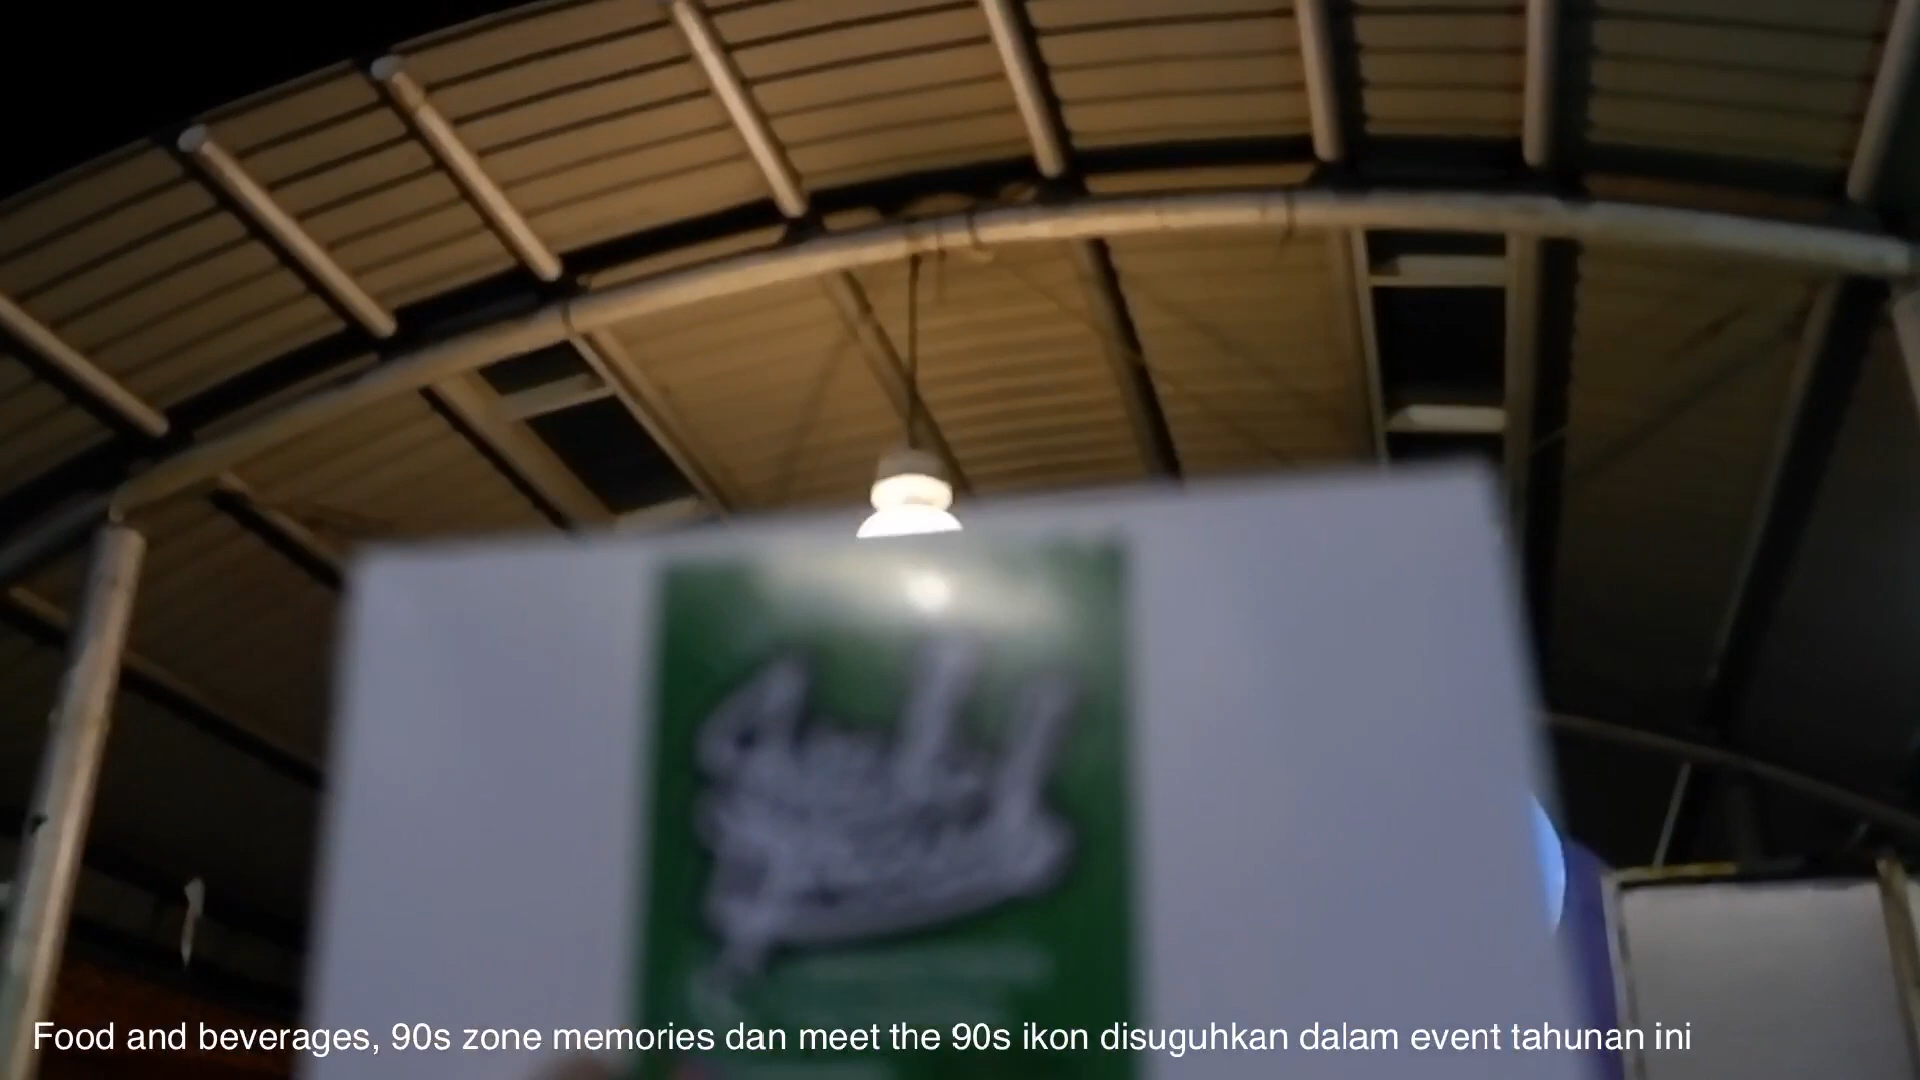 Food and beverages, 90s zone memories dan meet the 90s ikon disuguhkan dalam event tahunan ini